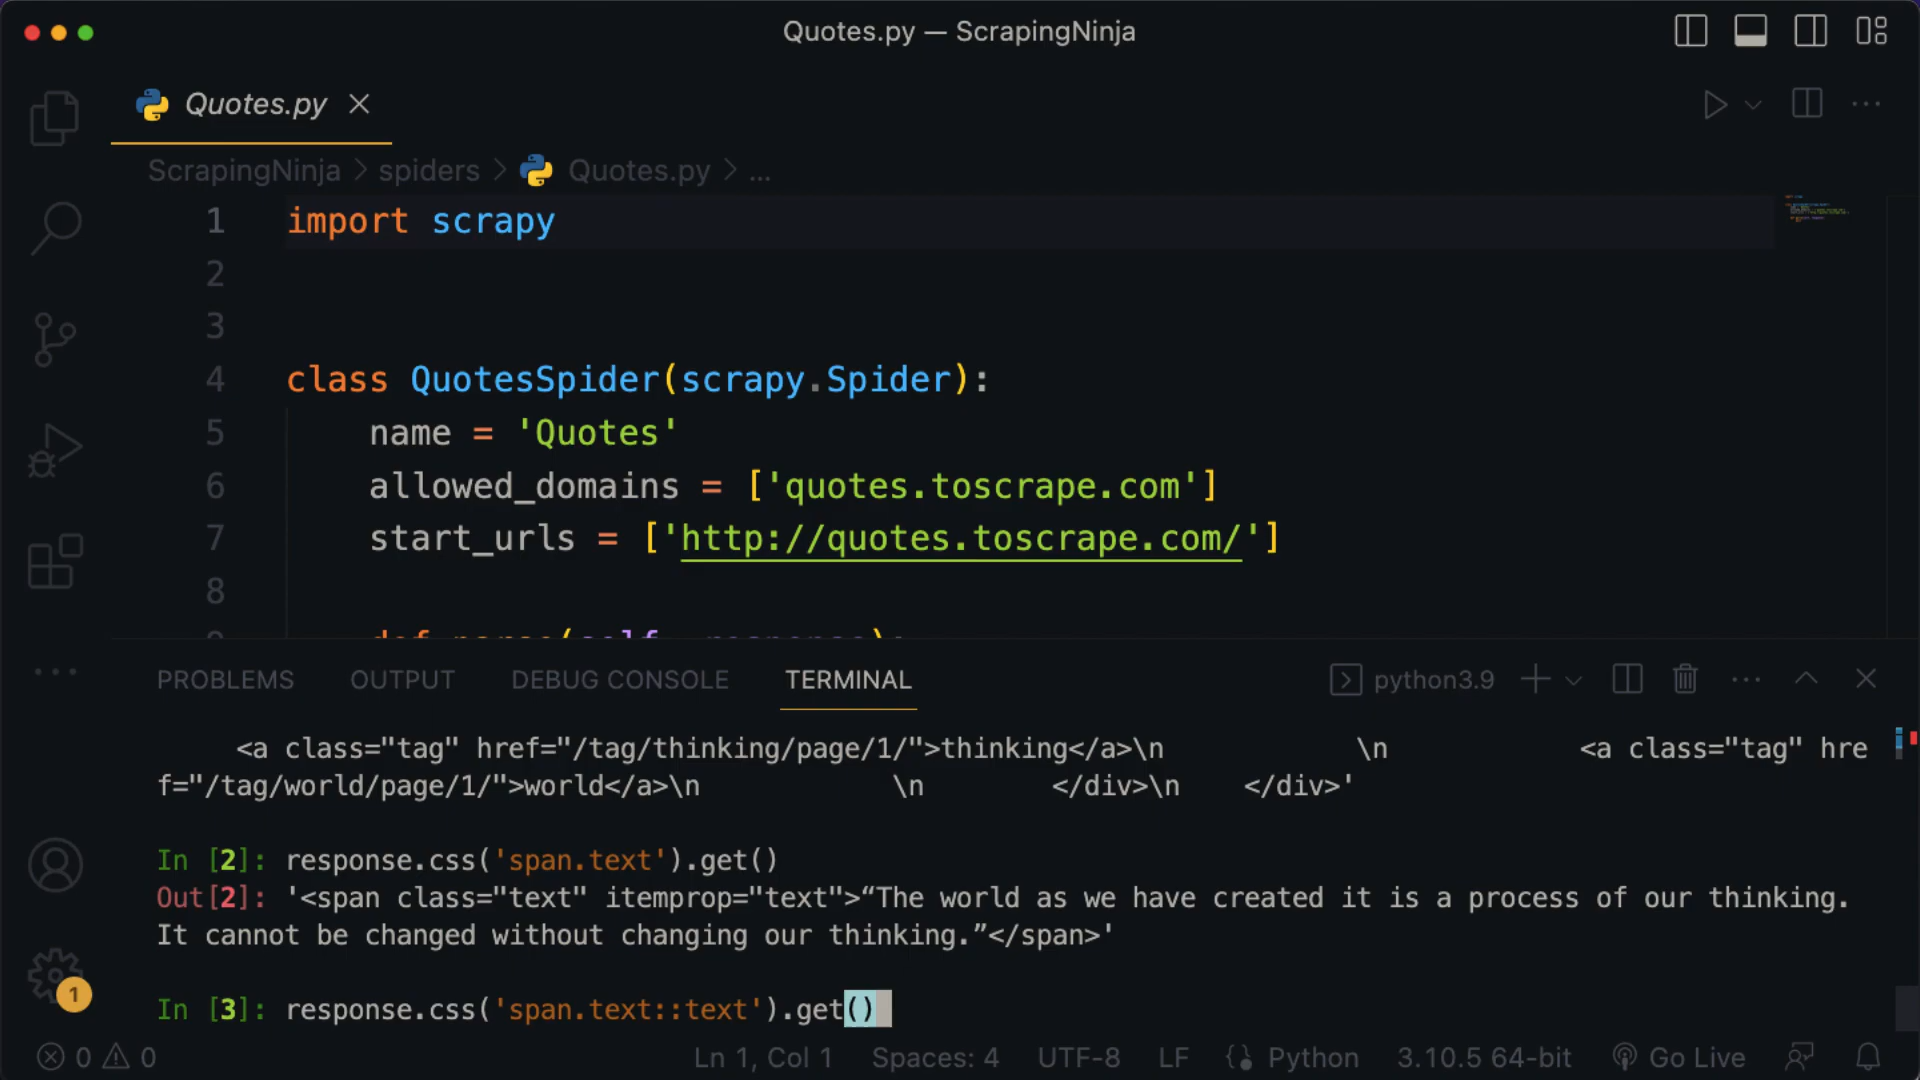 Quotes.py — ScrapingNinja
Quotes.py
ScrapingNinja > spiders > Quotes.py > ...
1 import scrapy
2
3
4 class QuotesSpider(scrapy.Spider):
5 name = 'Quotes'
6 allowed_domains = ['quotes.toscrape.com']
7 start_urls = ['http://quotes.toscrape.com/']
8
9 def parse(self, response):
PROBLEMS OUTPUT DEBUG CONSOLE TERMINAL python3.9
<a class="tag" href="/tag/thinking/page/1/">thinking</a>\n \n <a class="tag" hre
f="/tag/world/page/1/">world</a>\n \n </div>\n </div>'
In [2]: response.css('span.text').get()
Out[2]: '<span class="text" itemprop="text">“The world as we have created it is a process of our thinking.
It cannot be changed without changing our thinking.”</span>'
In [3]: response.css('span.text::text').get()
1
0 0 Ln 1, Col 1 Spaces: 4 UTF-8 LF Python 3.10.5 64-bit Go Live